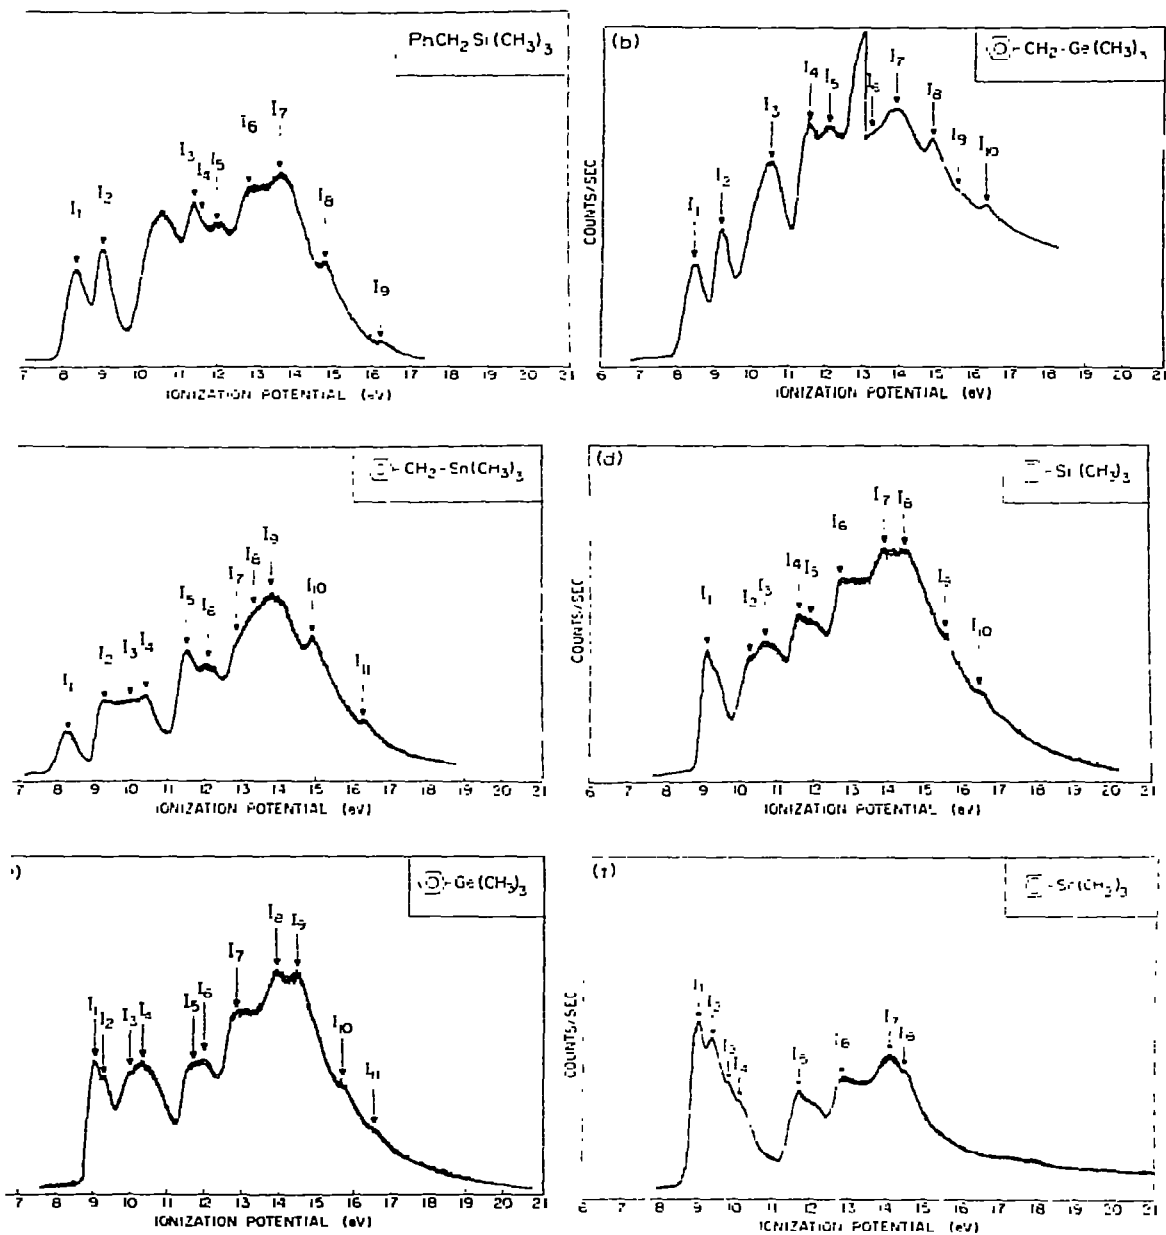 PhCH₂Si(CH₃)₃
I₁
I₂
I₃
I₄
I₅
I₆
I₇
I₈
I₉
7 8 9 10 11 12 13 14 15 16 17 18 19 20 21
IONIZATION POTENTIAL (eV)
(b)
-CH₂-Ge(CH₃)₃
COUNTS/SEC
I₁
I₂
I₃
I₄
I₅
I₆
I₇
I₈
I₉
I₁₀
6 7 8 9 10 11 12 13 14 15 16 17 18 19 20 21
IONIZATION POTENTIAL (eV)
-CH₂-Sn(CH₃)₃
I₁
I₂
I₃
I₄
I₅
I₆
I₇
I₈
I₉
I₁₀
I₁₁
7 8 9 10 11 12 13 14 15 16 17 18 19 20 21
IONIZATION POTENTIAL (eV)
(d)
-Si(CH₃)₃
COUNTS/SEC
I₁
I₂
I₃
I₄
I₅
I₆
I₇
I₈
I₉
I₁₀
6 7 8 9 10 11 12 13 14 15 16 17 18 19 20 21
IONIZATION POTENTIAL (eV)
-Ge(CH₃)₃
I₁
I₂
I₃
I₄
I₅
I₆
I₇
I₈
I₉
I₁₀
I₁₁
7 8 9 10 11 12 13 14 15 16 17 18 19 20 21
IONIZATION POTENTIAL (eV)
(f)
-Sn(CH₃)₃
COUNTS/SEC
I₁
I₂
I₃
I₄
I₅
I₆
I₇
I₈
6 7 8 9 10 11 12 13 14 15 16 17 18 19 20 21
IONIZATION POTENTIAL (eV)